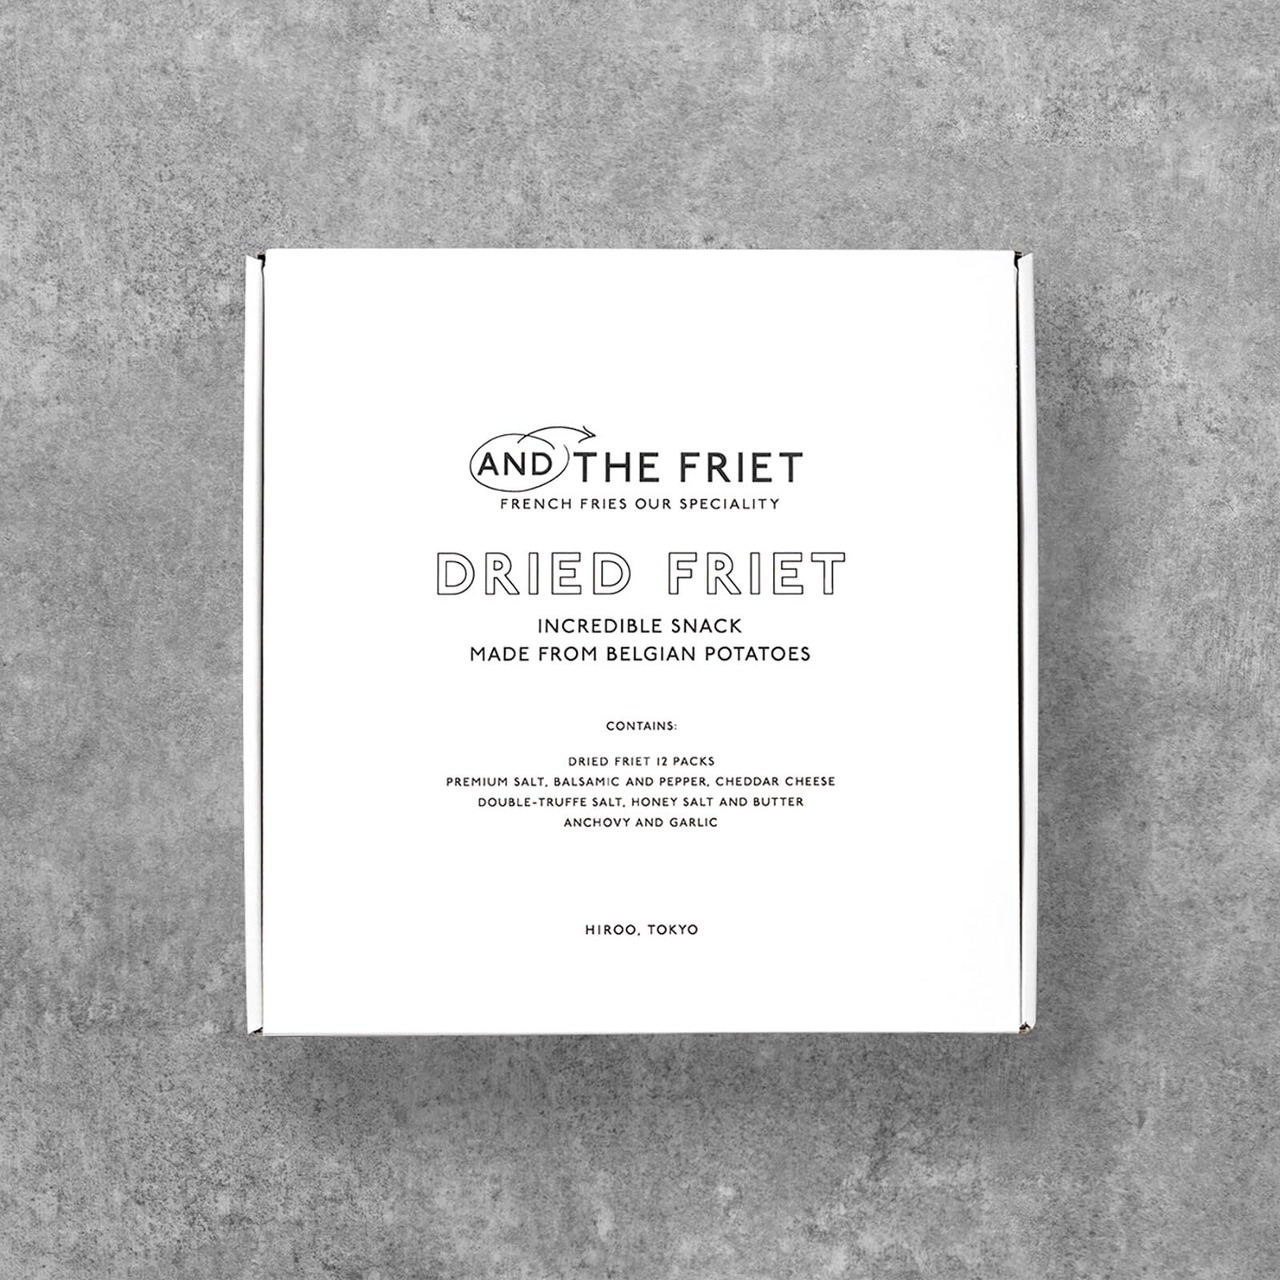 AND THE FRIET
FRENCH FRIES OUR SPECIALITY
DRIED FRIET
INCREDIBLE SNACK
MADE FROM BELGIAN POTATOES
CONTAINS:
DRIED FRIET 12 PACKS
PREMIUM SALT, BALSAMIC AND PEPPER, CHEDDAR CHEESE
DOUBLE-TRUFFE SALT, HONEY SALT AND BUTTER
ANCHOVY AND GARLIC
HIROO, TOKYO